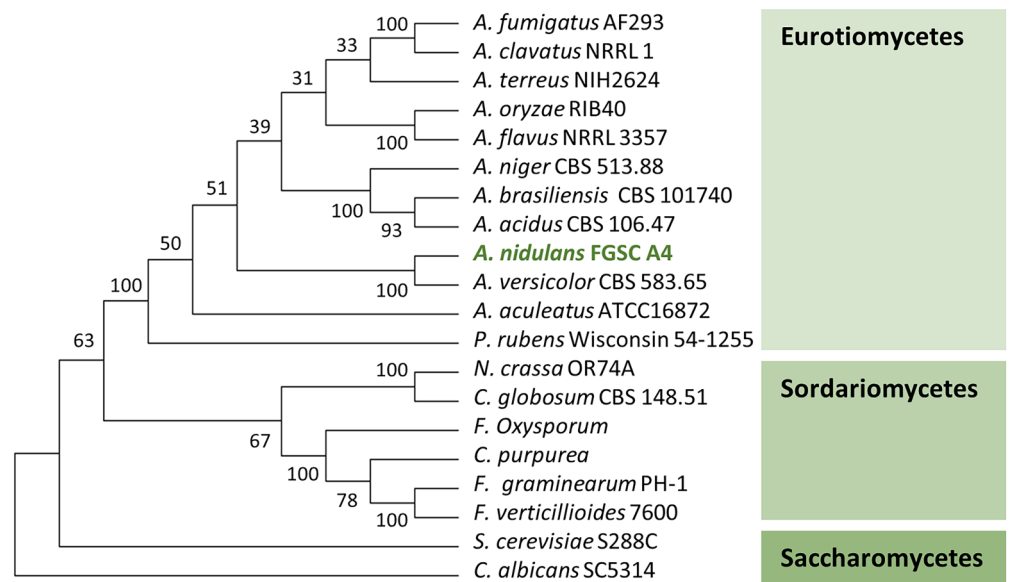 100
A. fumigatus AF293
Eurotiomycetes
33
A. clavatus NRRL 1
31
A. terreus NIH2624
39
A. oryzae RIB40
100
A. flavus NRRL 3357
51
A. niger CBS 513.88
100
A. brasiliensis CBS 101740
93
A. acidus CBS 106.47
50
A. nidulans FGSC A4
100
A. versicolor CBS 583.65
100
A. aculeatus ATCC16872
63
P. rubens Wisconsin 54-1255
100
N. crassa OR74A
Sordariomycetes
67
C. globosum CBS 148.51
F. Oxysporum
100
C. purpurea
78
F. graminearum PH-1
100
F. verticillioides 7600
S. cerevisiae S288C
Saccharomycetes
C. albicans SC5314